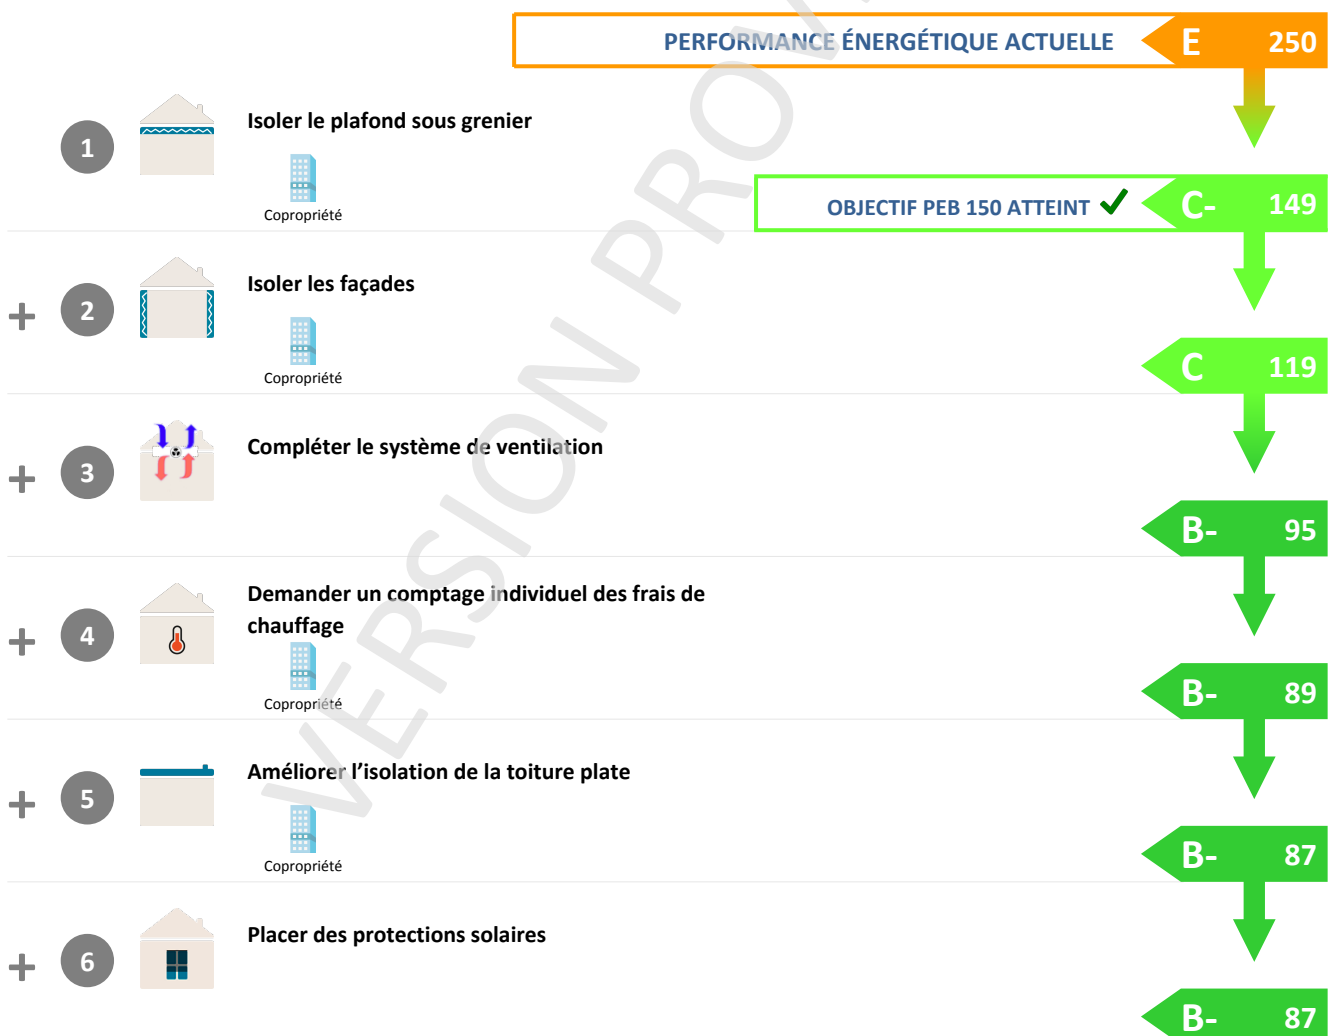 PERFORMANCE ÉNERGÉTIQUE ACTUELLE E 250
1 Isoler le plafond sous grenier
Copropriété
OBJECTIF PEB 150 ATTEINT C- 149
+ 2 Isoler les façades
Copropriété
C 119
+ 3 Compléter le système de ventilation
B- 95
+ 4 Demander un comptage individuel des frais de
chauffage
Copropriété
B- 89
+ 5 Améliorer l’isolation de la toiture plate
Copropriété
B- 87
+ 6 Placer des protections solaires
B- 87
VERSION